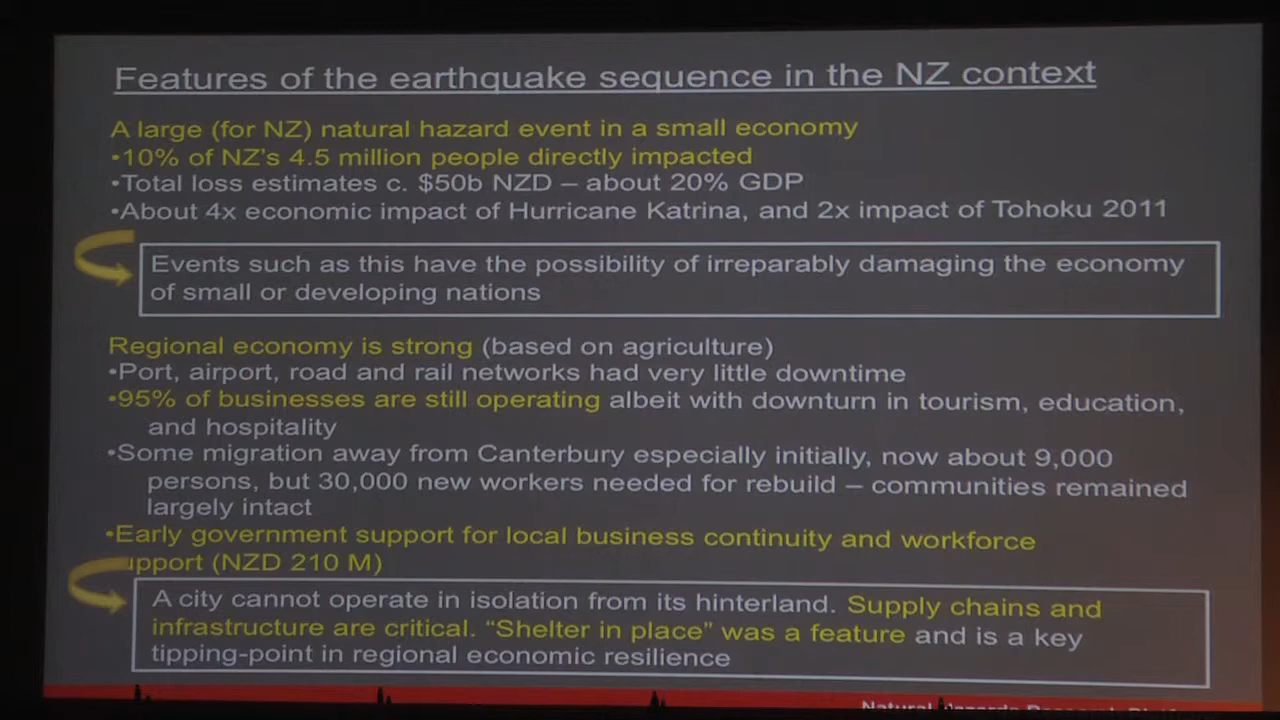 Features of the earthquake sequence in the NZ context
A large (for NZ) natural hazard event in a small economy
•10% of NZ's 4.5 million people directly impacted
•Total loss estimates c. $50b NZD – about 20% GDP
•About 4x economic impact of Hurricane Katrina, and 2x impact of Tohoku 2011
Events such as this have the possibility of irreparably damaging the economy
of small or developing nations
Regional economy is strong (based on agriculture)
•Port, airport, road and rail networks had very little downtime
•95% of businesses are still operating albeit with downturn in tourism, education,
and hospitality
•Some migration away from Canterbury especially initially, now about 9,000
persons, but 30,000 new workers needed for rebuild – communities remained
largely intact
•Early government support for local business continuity and workforce
upport (NZD 210 M)
A city cannot operate in isolation from its hinterland. Supply chains and
infrastructure are critical. “Shelter in place” was a feature and is a key
tipping-point in regional economic resilience
Natural Hazards Research